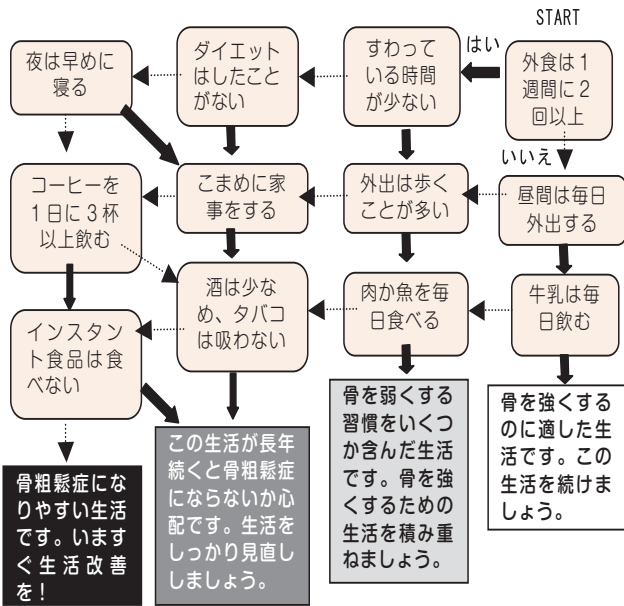 START
外食は１
週間に２
回以上
はい
いいえ
すわって
いる時間
が少ない
ダイエット
はしたこと
がない
夜は早めに
寝る
昼間は毎日
外出する
外出は歩く
ことが多い
こまめに家
事をする
コーヒーを
１日に３杯
以上飲む
牛乳は毎
日飲む
肉か魚を毎
日食べる
酒は少な
め、タバコ
は吸わない
インスタン
ト食品は食
べない
骨を強くする
のに適した生
活です。この
生活を続けま
しょう。
骨を弱くする
習慣をいくつ
か含んだ生活
です。骨を強
くするための
生活を積み重
ねましょう。
この生活が長年
続くと骨粗鬆症
にならないか心
配です。生活を
しっかり見直し
しましょう。
骨粗鬆症にな
りやすい生活
です。います
ぐ生活改善
を！